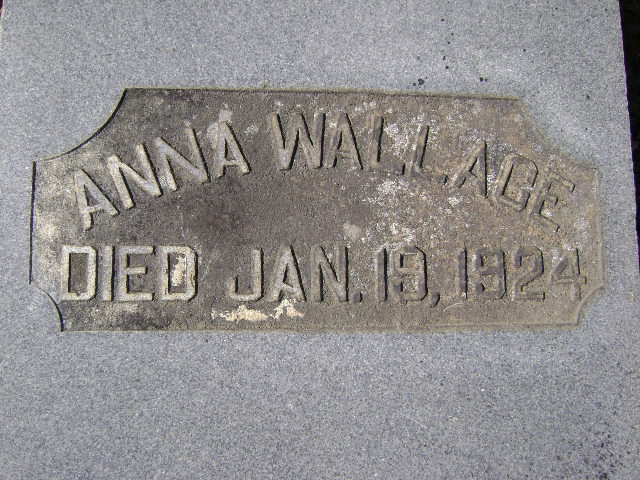 ANNA WALLACE
DIED JAN. 19, 1924